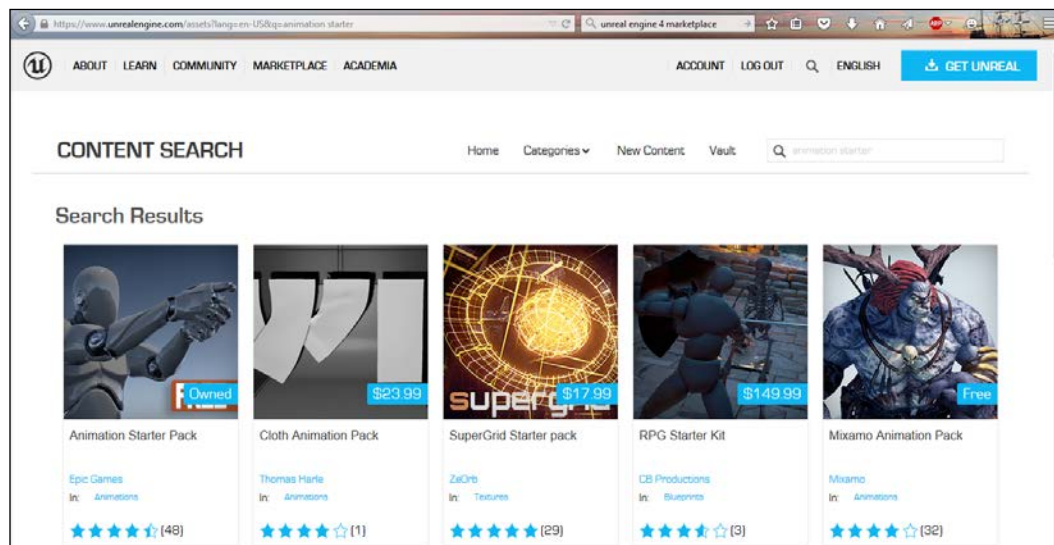 https://www.unrealengine.com/assets?lang=en-US&q=animation starter
unreal engine 4 marketplace
ABP
ABOUT LEARN COMMUNITY MARKETPLACE ACADEMIA ACCOUNT LOG OUT ENGLISH GET UNREAL
CONTENT SEARCH
Home Categories New Content Vault animation starter
Search Results
Owned $23.99 supergrid $17.99 $149.99 Free
Animation Starter Pack Cloth Animation Pack SuperGrid Starter pack RPG Starter Kit Mixamo Animation Pack
Epic Games Thomas Harle ZeOrb CB Productions Mixamo
In: Animations In: Animations In: Textures In: Blueprints In: Animations
(48) (1) (29) (3) (32)